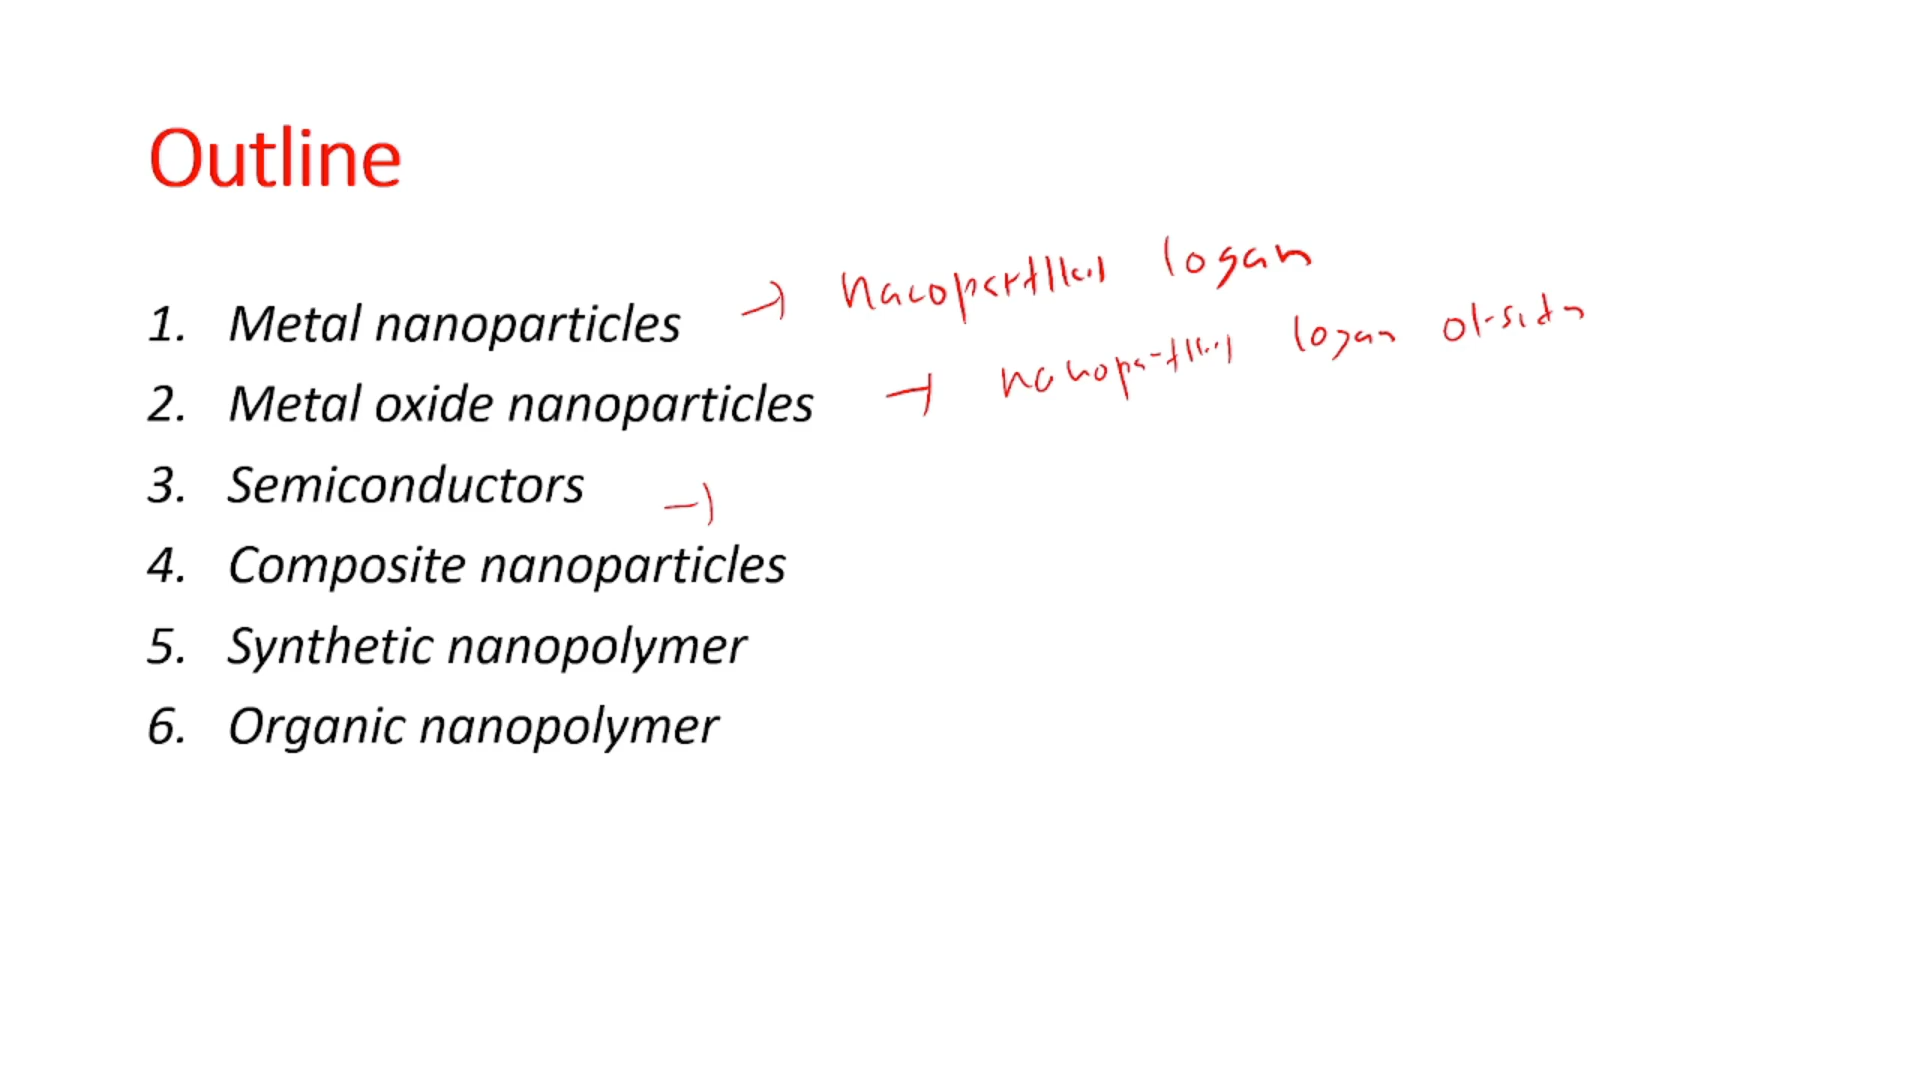 Outline
1. Metal nanoparticles → nanopartikel logam
2. Metal oxide nanoparticles → nanopartikel logam oksida
3. Semiconductors →
4. Composite nanoparticles
5. Synthetic nanopolymer
6. Organic nanopolymer